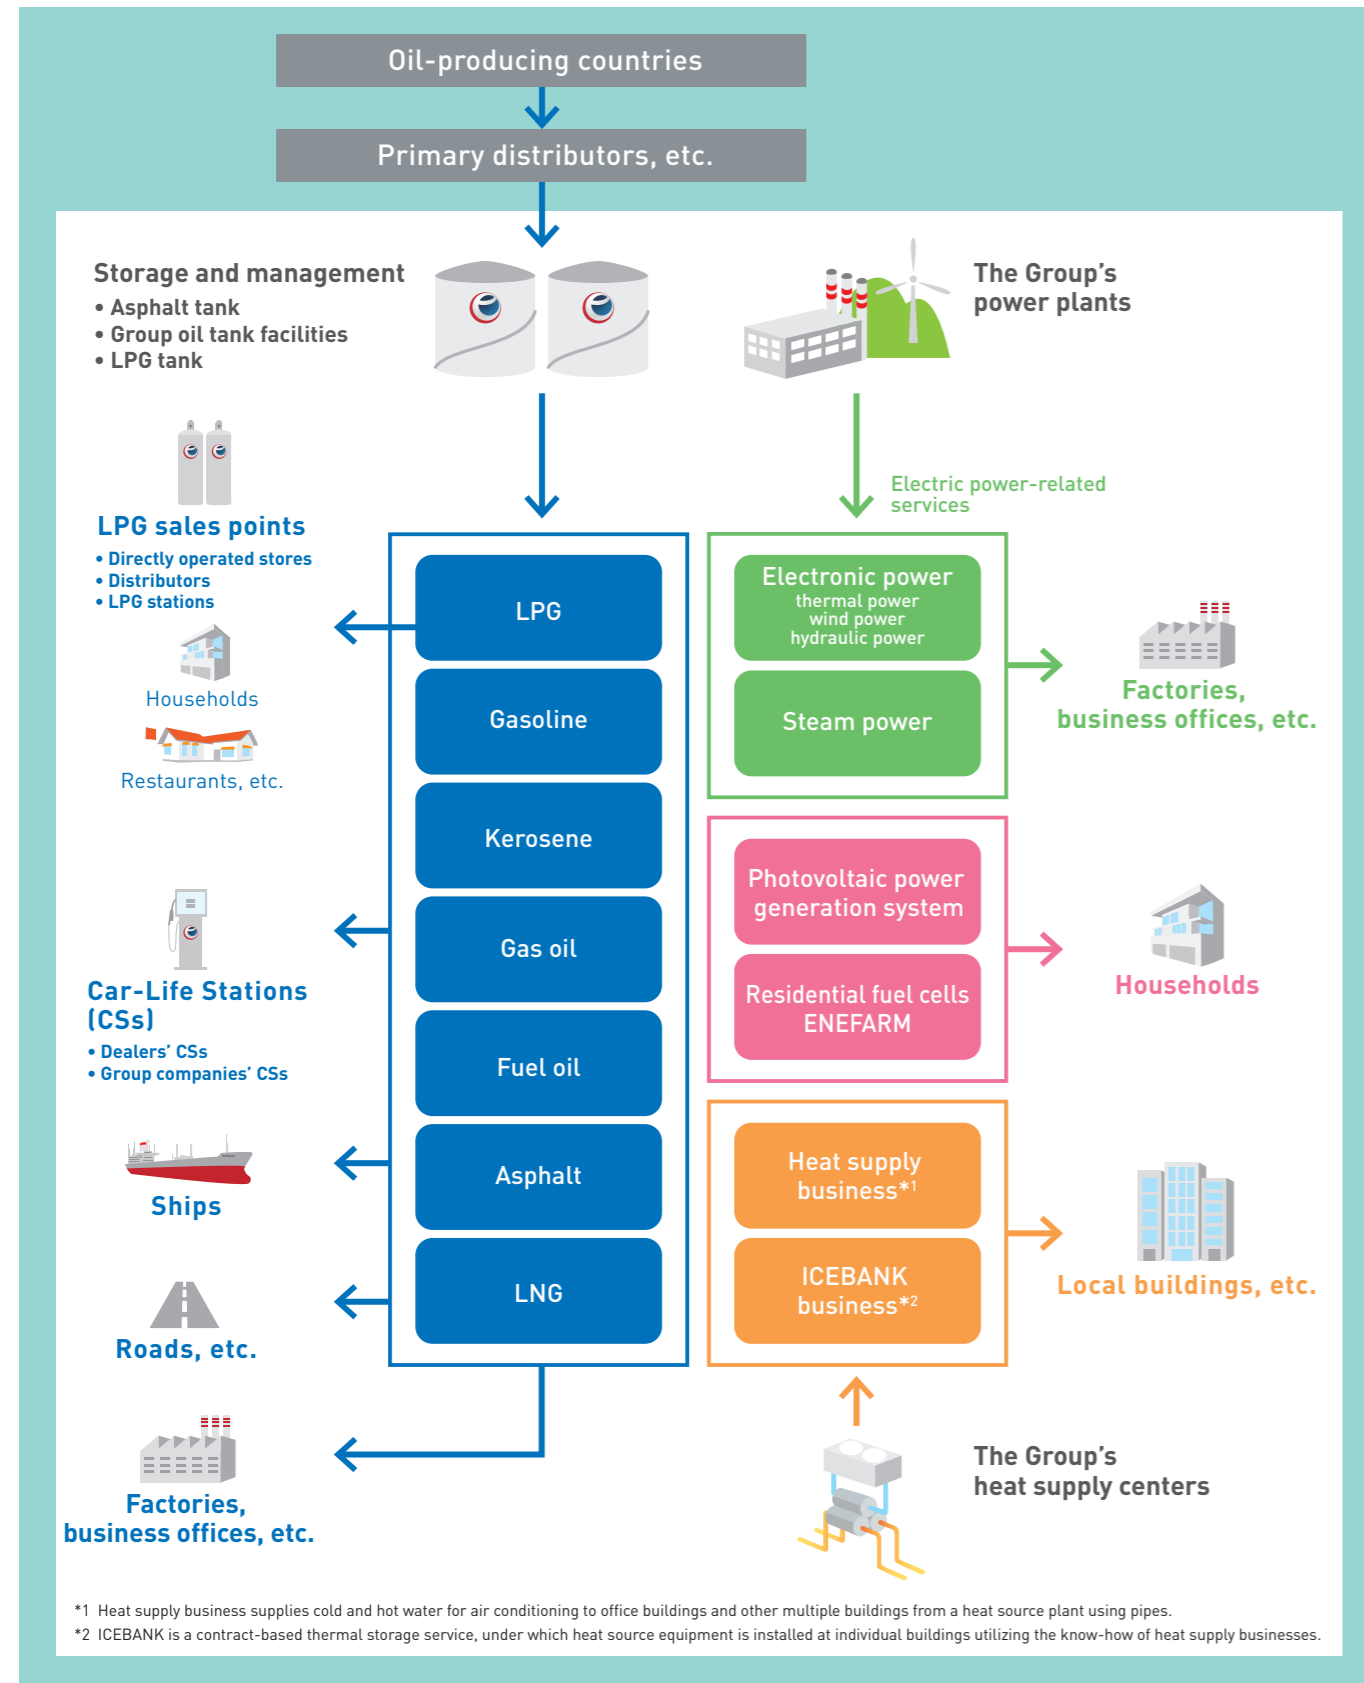 Oil-producing countries
Primary distributors, etc.
Storage and management
• Asphalt tank
• Group oil tank facilities
• LPG tank
The Group's
power plants
LPG sales points
• Directly operated stores
• Distributors
• LPG stations
Households
Restaurants, etc.
Car-Life Stations
(CSs)
• Dealers' CSs
• Group companies' CSs
Ships
Roads, etc.
Factories,
business offices, etc.
LPG
Gasoline
Kerosene
Gas oil
Fuel oil
Asphalt
LNG
Electric power-related
services
Electronic power
thermal power
wind power
hydraulic power
Steam power
Factories,
business offices, etc.
Photovoltaic power
generation system
Residential fuel cells
ENEFARM
Households
Heat supply
business*1
ICEBANK
business*2
Local buildings, etc.
The Group's
heat supply centers
*1 Heat supply business supplies cold and hot water for air conditioning to office buildings and other multiple buildings from a heat source plant using pipes.
*2 ICEBANK is a contract-based thermal storage service, under which heat source equipment is installed at individual buildings utilizing the know-how of heat supply businesses.